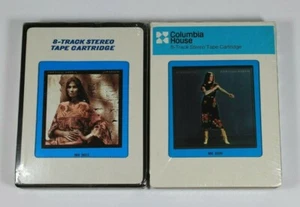 8-TRACK STEREO
TAPE CARTRIDGE
Columbia
House
8-Track Stereo Tape Cartridge